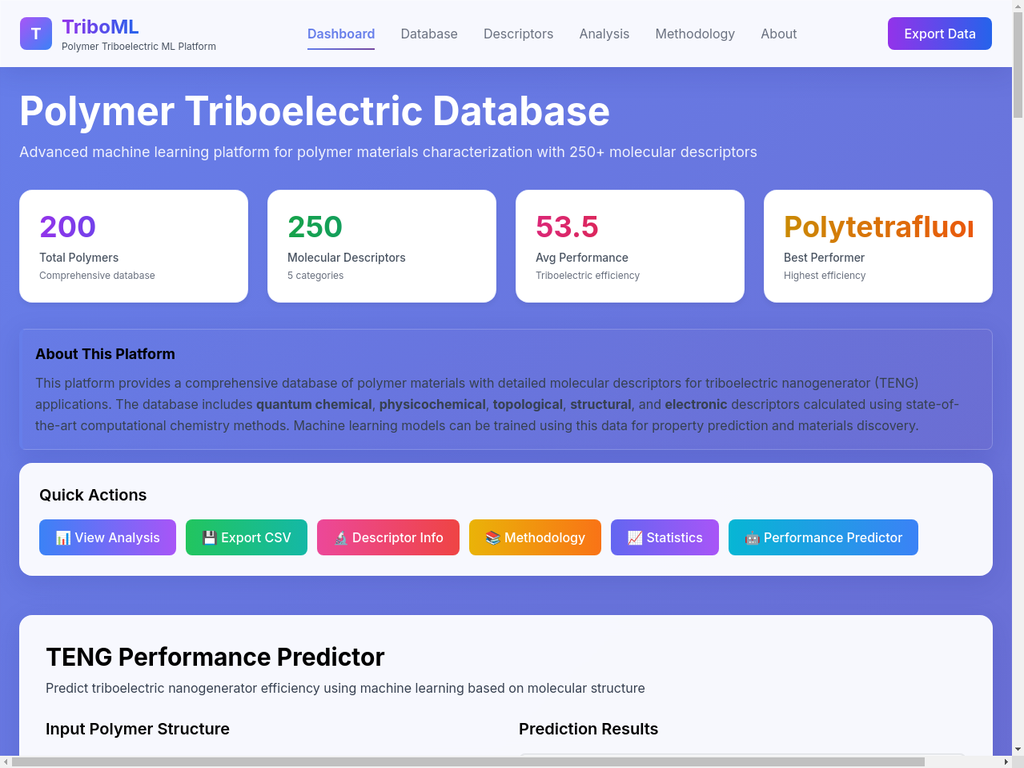 T
TriboML
Polymer Triboelectric ML Platform
Dashboard
Database
Descriptors
Analysis
Methodology
About
Export Data
Polymer Triboelectric Database
Advanced machine learning platform for polymer materials characterization with 250+ molecular descriptors
200
Total Polymers
Comprehensive database
250
Molecular Descriptors
5 categories
53.5
Avg Performance
Triboelectric efficiency
Polytetrafluor
Best Performer
Highest efficiency
About This Platform
This platform provides a comprehensive database of polymer materials with detailed molecular descriptors for triboelectric nanogenerator (TENG)
applications. The database includes quantum chemical, physicochemical, topological, structural, and electronic descriptors calculated using state-of-
the-art computational chemistry methods. Machine learning models can be trained using this data for property prediction and materials discovery.
Quick Actions
📊 View Analysis
💾 Export CSV
🔬 Descriptor Info
📚 Methodology
📈 Statistics
🤖 Performance Predictor
TENG Performance Predictor
Predict triboelectric nanogenerator efficiency using machine learning based on molecular structure
Input Polymer Structure
Prediction Results